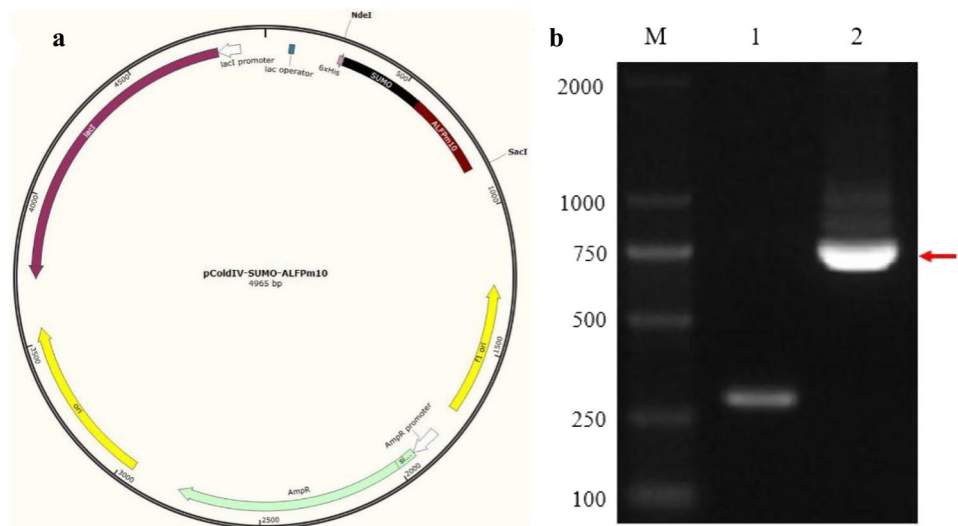 a
NdeI
lacI promoter
lac operator
6xHis
SUMO
500
ALFPm10
SacI
1000
4500
lacI
4000
pColdIV-SUMO-ALFPm10
4965 bp
f1 ori
1500
3500
ori
3000
AmpR promoter
2000
AmpR
2500
b
M 1 2
2000
1000
750
500
250
100